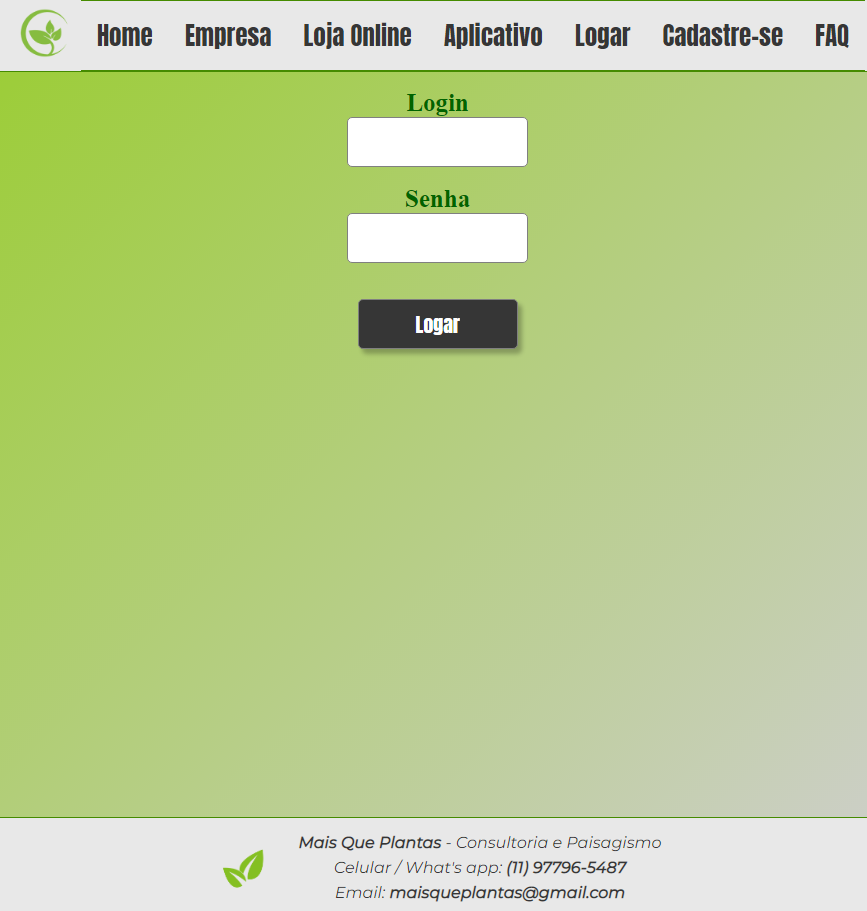 Home Empresa Loja Online Aplicativo Logar Cadastre-se FAQ
Login
Senha
Logar
Mais Que Plantas - Consultoria e Paisagismo
Celular / What's app: (11) 97796-5487
Email: maisqueplantas@gmail.com